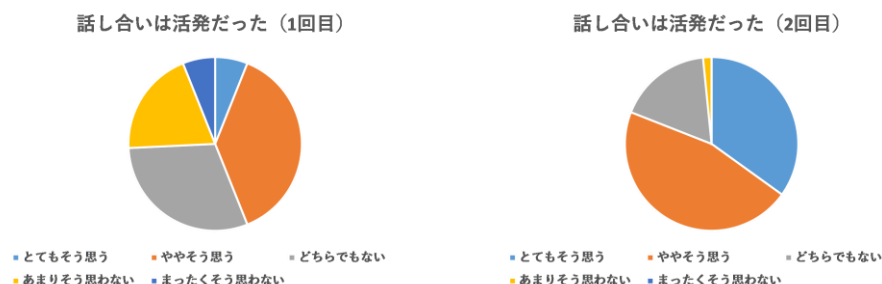 話し合いは活発だった（1回目）
とてもそう思う ややそう思う どちらでもない
あまりそう思わない まったくそう思わない
話し合いは活発だった（2回目）
とてもそう思う ややそう思う どちらでもない
あまりそう思わない まったくそう思わない